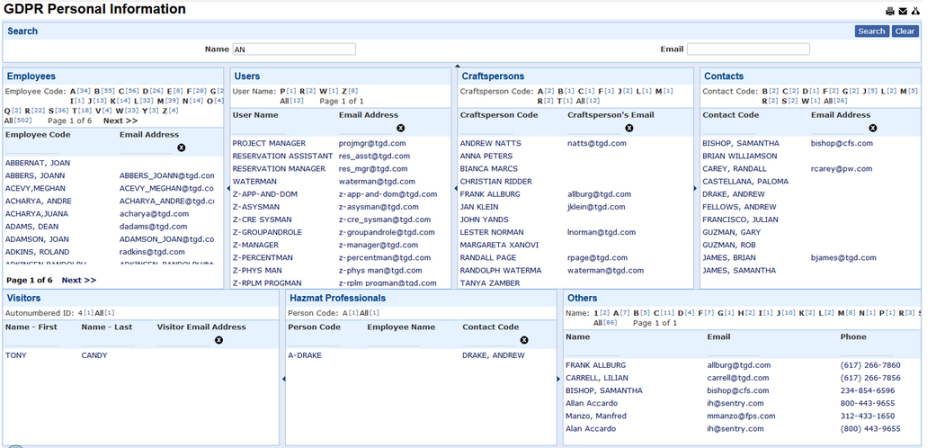 GDPR Personal Information
Search
Search Clear
Name AN Email
Employees
Employee Code: A[34] B[55] C[56] D[26] E[8] F[28] G[2
I[1] J[13] K[14] L[32] M[39] N[14] O[4]
Q[2] R[22] S[36] T[18] V[4] W[23] Y[3] Z[4]
All[502] Page 1 of 6 Next >>
Employee Code Email Address
ABBERNAT, JOAN
ABBERS, JOANN ABBERS_JOANN@tgd.con
ACEVY,MEGHAN ACEVY_MEGHAN@tgd.co
ACHARYA, ANDRE ACHARYA_ANDRE@tgd.c
ACHARYA,JUANA acharya@tgd.com
ADAMS, DEAN dadams@tgd.com
ADAMSON, JOAN ADAMSON_JOAN@tgd.co
ADKINS, ROLAND radkins@tgd.com
Page 1 of 6 Next >>
Users
User Name: P[1] R[2] W[1] Z[8]
All[12] Page 1 of 1
User Name Email Address
PROJECT MANAGER projmgr@tgd.com
RESERVATION ASSISTANT res_asst@tgd.com
RESERVATION MANAGER res_mgr@tgd.com
WATERMAN waterman@tgd.com
Z-APP-AND-DOM z-app-and-dom@tgd.com
Z-ASYSMAN z-asysman@tgd.com
Z-CRE SYSMAN z-cre_sysman@tgd.com
Z-GROUPANDROLE z-groupandrole@tgd.com
Z-MANAGER z-manager@tgd.com
Z-PERCENTMAN z-percentman@tgd.com
Z-PHYS MAN z-phys man@tgd.com
Z-RPLM PROGMAN z-rplm progman@tgd.com
Craftspersons
Craftsperson Code: A[2] B[1] C[1] F[1] J[2] L[1] M[1]
R[2] T[1] All[12]
Craftsperson Code Craftsperson's Email
ANDREW NATTS natts@tgd.com
ANNA PETERS
BIANCA MARCS
CHRISTIAN RIDDER
FRANK ALLBURG allburg@tgd.com
JAN KLEIN jklein@tgd.com
JOHN YANDS
LESTER NORMAN lnorman@tgd.com
MARGARETA XANOVI
RANDALL PAGE rpage@tgd.com
RANDOLPH WATERMA waterman@tgd.com
TANYA ZAMBER
Contacts
Contact Code: B[2] C[2] D[1] F[2] G[2] J[5] L[2] M[5]
R[2] S[2] W[1] All[26]
Contact Code Email Address
BISHOP, SAMANTHA bishop@cfs.com
BRIAN WILLIAMSON
CAREY, RANDALL rcarey@pw.com
CASTELLANA, PALOMA
DRAKE, ANDREW
FELLOWS, ANDREW
FRANCISCO, JULIAN
GUZMAN, GARY
GUZMAN, ROB
JAMES, BRIAN bjames@tgd.com
JAMES, SAMANTHA
Visitors
Autonumbered ID: 4[1]All[1]
Name - First Name - Last Visitor Email Address
TONY CANDY
Hazmat Professionals
Person Code: A[1]All[1]
Person Code Employee Name Contact Code
A-DRAKE DRAKE, ANDREW
Others
Name: 1[2] A[7] B[5] C[11] D[4] F[7] G[1] H[2] I[1] J[10] K[2] L[2] M[8] N[1] P[1] R[3] S
All[86] Page 1 of 1
Name Email Phone
FRANK ALLBURG allburg@tgd.com (617) 266-7860
CARRELL, LILIAN carrell@tgd.com (617) 266-7856
BISHOP, SAMANTHA bishop@cfs.com 234-854-6596
Allan Accardo ih@sentry.com 800-443-9655
Manzo, Manfred mmanzo@fps.com 312-433-1650
Alan Accardo ih@sentry.com (800) 443-9655